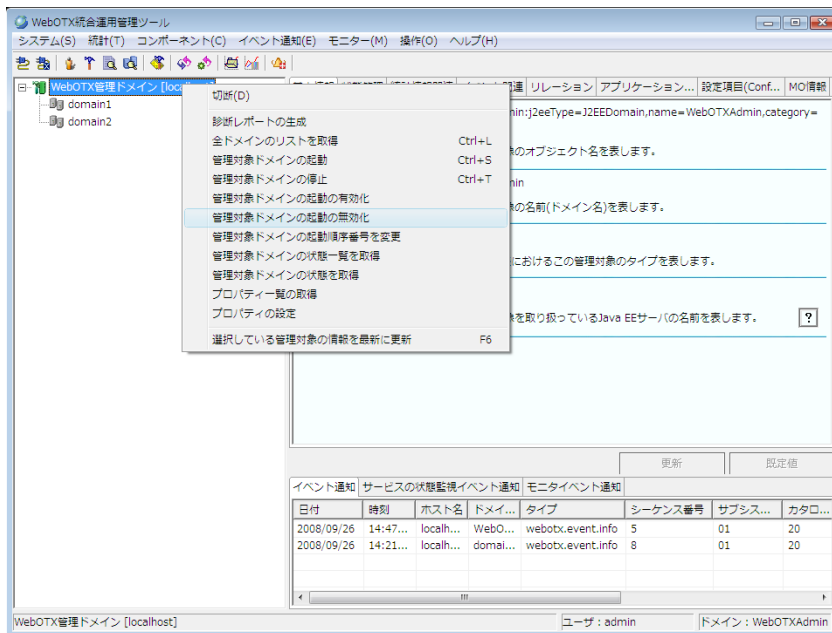 WebOTX統合運用管理ツール
システム(S) 統計(T) コンポーネント(C) イベント通知(E) モニター(M) 操作(O) ヘルプ(H)
WebOTX管理ドメイン [loc
domain1
domain2
連 リレーション アプリケーション... 設定項目(Conf... MO情報
切断(D)
診断レポートの生成
全ドメインのリストを取得 Ctrl+L
管理対象ドメインの起動 Ctrl+S
管理対象ドメインの停止 Ctrl+T
管理対象ドメインの起動の有効化
管理対象ドメインの起動の無効化
管理対象ドメインの起動順序番号を変更
管理対象ドメインの状態一覧を取得
管理対象ドメインの状態を取得
プロパティ一覧の取得
プロパティの設定
選択している管理対象の情報を最新に更新 F6
in:j2eeType=J2EEDomain,name=WebOTXAdmin,category=
のオブジェクト名を表します。
min
の名前(ドメイン名)を表します。
におけるこの管理対象のタイプを表します。
を取り扱っているJava EEサーバの名前を表します。 ?
更新 既定値
イベント通知 サービスの状態監視イベント通知 モニタイベント通知
日付 時刻 ホスト名 ドメイ... タイプ シーケンス番号 サブシス... カタロ...
2008/09/26 14:47... localh... WebO... webotx.event.info 5 01 20
2008/09/26 14:21... localh... domai... webotx.event.info 8 01 20
WebOTX管理ドメイン [localhost] ユーザ : admin ドメイン : WebOTXAdmin